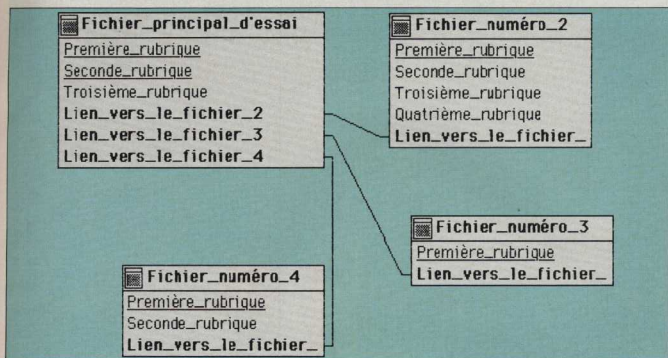 Fichier_principal_d'essai
Première_rubrique
Seconde_rubrique
Troisième_rubrique
Lien_vers_le_fichier_2
Lien_vers_le_fichier_3
Lien_vers_le_fichier_4
Fichier_numéro_2
Première_rubrique
Seconde_rubrique
Troisième_rubrique
Quatrième_rubrique
Lien_vers_le_fichier_
Fichier_numéro_3
Première_rubrique
Lien_vers_le_fichier_
Fichier_numéro_4
Première_rubrique
Seconde_rubrique
Lien_vers_le_fichier_